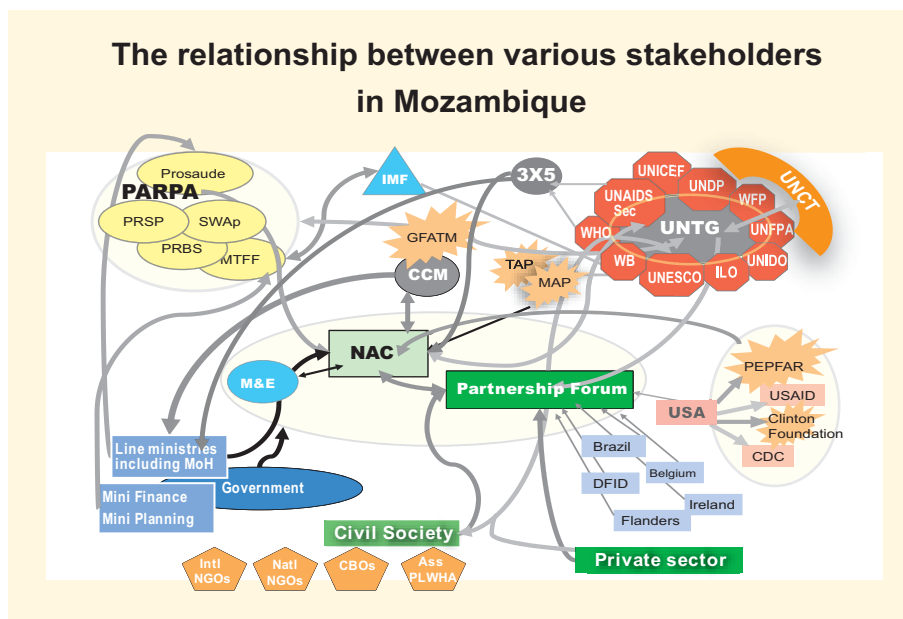 The relationship between various stakeholders
in Mozambique
Prosaude
PARPA
PRSP
SWAp
PRBS
MTFF
IMF
3X5
GFATM
CCM
TAP
MAP
UNICEF
UNDP
UNCT
UNAIDS
Sec
WFP
WHO
UNTG
UNFPA
WB
UNESCO
ILO
UNIDO
NAC
M&E
Partnership Forum
PEPFAR
USAID
USA
Clinton
Foundation
CDC
Brazil
Belgium
DFID
Ireland
Flanders
Line ministries
including MoH
Government
Mini Finance
Mini Planning
Civil Society
Private sector
Intl
NGOs
Natl
NGOs
CBOs
Ass
PLWHA